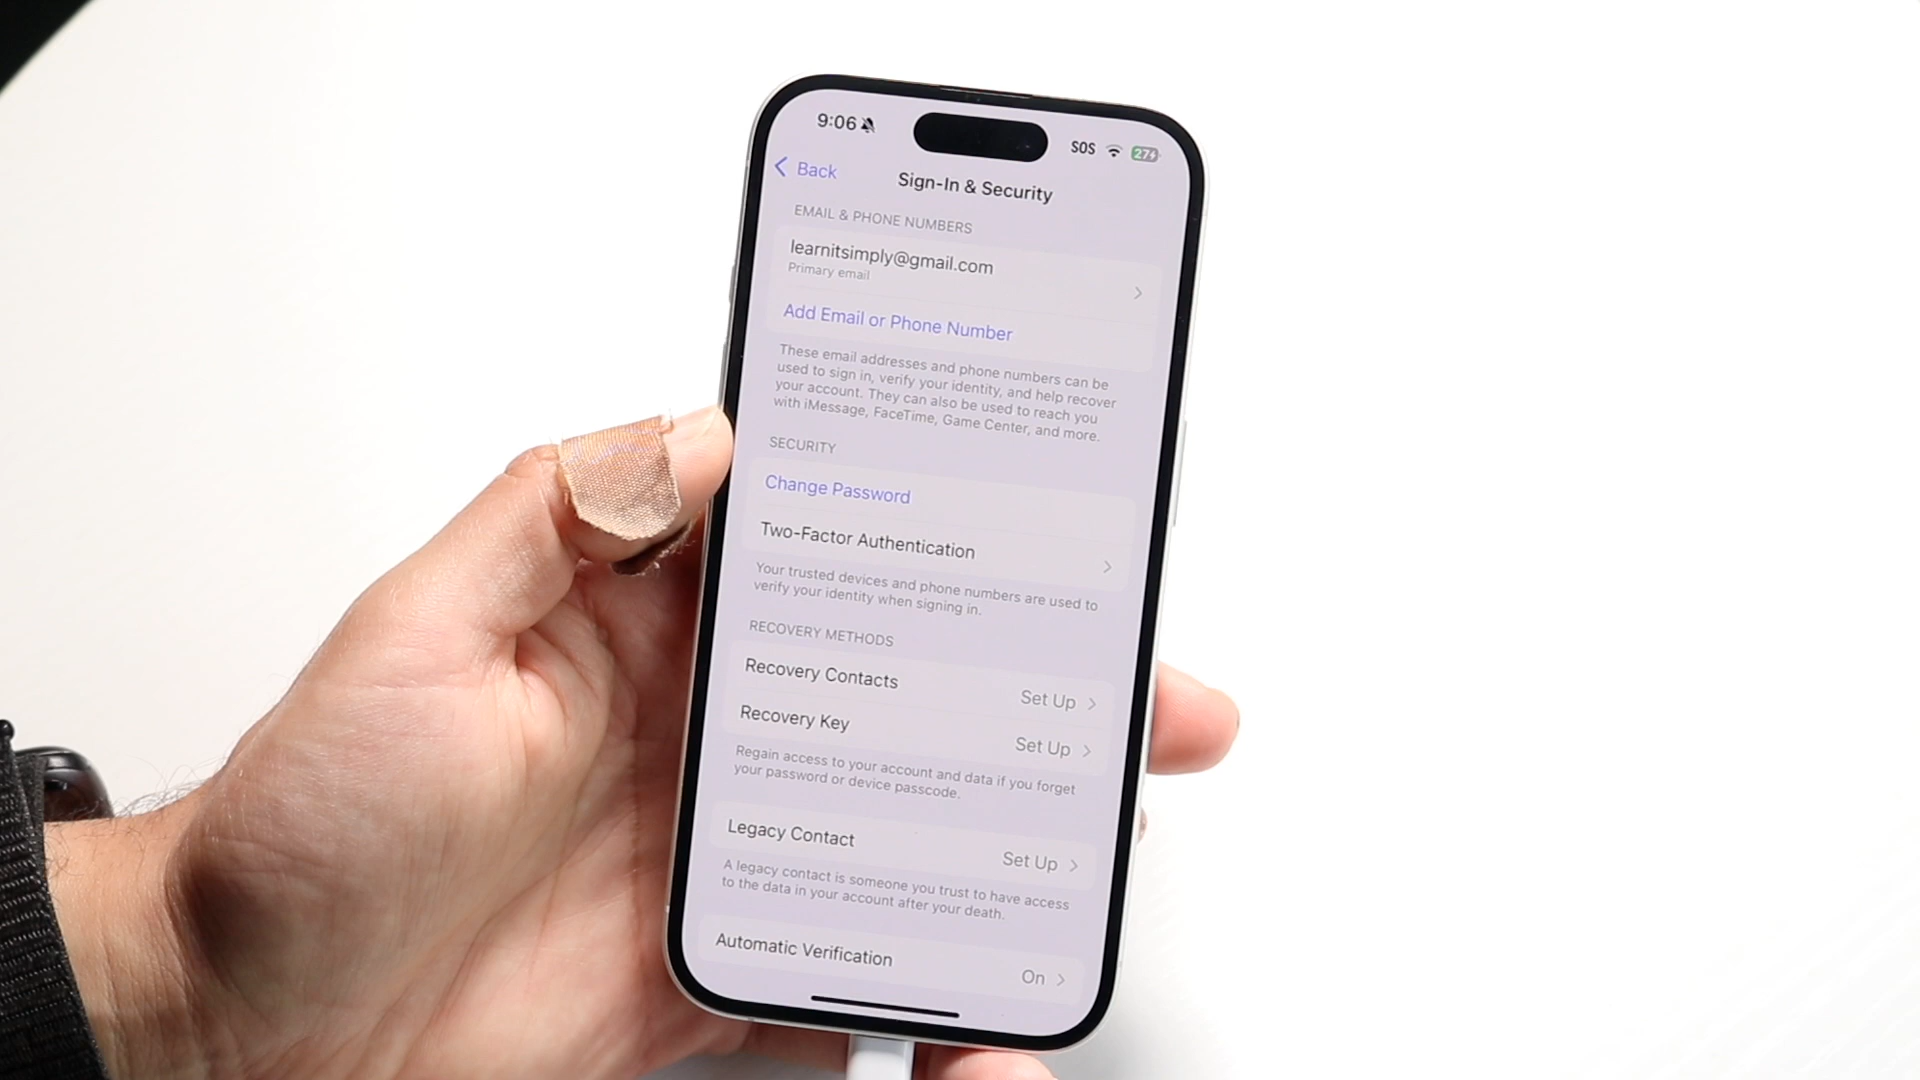 9:06
SOS
27
Back
Sign-In & Security
EMAIL & PHONE NUMBERS
learnitsimply@gmail.com
Primary email
Add Email or Phone Number
These email addresses and phone numbers can be
used to sign in, verify your identity, and help recover
your account. They can also be used to reach you
with iMessage, FaceTime, Game Center, and more.
SECURITY
Change Password
Two-Factor Authentication
Your trusted devices and phone numbers are used to
verify your identity when signing in.
RECOVERY METHODS
Recovery Contacts Set Up
Recovery Key Set Up
Regain access to your account and data if you forget
your password or device passcode.
Legacy Contact Set Up
A legacy contact is someone you trust to have access
to the data in your account after your death.
Automatic Verification On